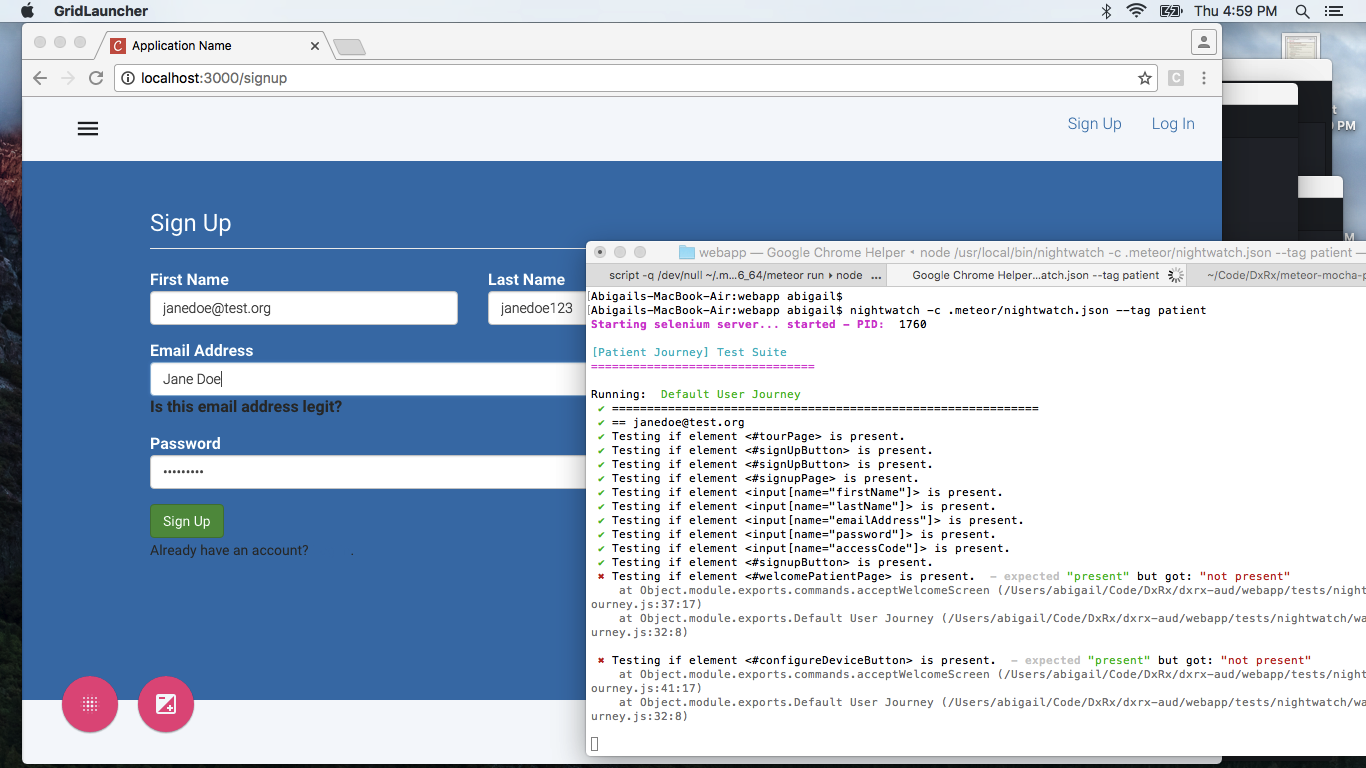 GridLauncher
Thu 4:59 PM
Application Name
localhost:3000/signup
Sign Up Log In
Sign Up
First Name Last Name
janedoe@test.org janedoe123
Email Address
Jane Doe
Is this email address legit?
Password
•••••••••
Sign Up
Already have an account? .
PM
webapp — Google Chrome Helper • node /usr/local/bin/nightwatch -c .meteor/nightwatch.json --tag patient —
script -q /dev/null ~/.m...6_64/meteor run ▸ node ...
Google Chrome Helper...atch.json --tag patient
~/Code/DxRx/meteor-mocha-p
[Abigails-MacBook-Air:webapp abigail$
[Abigails-MacBook-Air:webapp abigail$ nightwatch -c .meteor/nightwatch.json --tag patient
Starting selenium server... started - PID: 1760
[Patient Journey] Test Suite
================================
Running: Default User Journey
✔ =============================================================
✔ == janedoe@test.org
✔ Testing if element <#tourPage> is present.
✔ Testing if element <#signUpButton> is present.
✔ Testing if element <#signUpButton> is present.
✔ Testing if element <#signupPage> is present.
✔ Testing if element <input[name="firstName"]> is present.
✔ Testing if element <input[name="lastName"]> is present.
✔ Testing if element <input[name="emailAddress"]> is present.
✔ Testing if element <input[name="password"]> is present.
✔ Testing if element <input[name="accessCode"]> is present.
✔ Testing if element <#signupButton> is present.
✖ Testing if element <#welcomePatientPage> is present. - expected "present" but got: "not present"
at Object.module.exports.commands.acceptWelcomeScreen (/Users/abigail/Code/DxRx/dxrx-aud/webapp/tests/night
ourney.js:37:17)
at Object.module.exports.Default User Journey (/Users/abigail/Code/DxRx/dxrx-aud/webapp/tests/nightwatch/wa
urney.js:32:8)
✖ Testing if element <#configureDeviceButton> is present. - expected "present" but got: "not present"
at Object.module.exports.commands.acceptWelcomeScreen (/Users/abigail/Code/DxRx/dxrx-aud/webapp/tests/night
ourney.js:41:17)
at Object.module.exports.Default User Journey (/Users/abigail/Code/DxRx/dxrx-aud/webapp/tests/nightwatch/wa
urney.js:32:8)